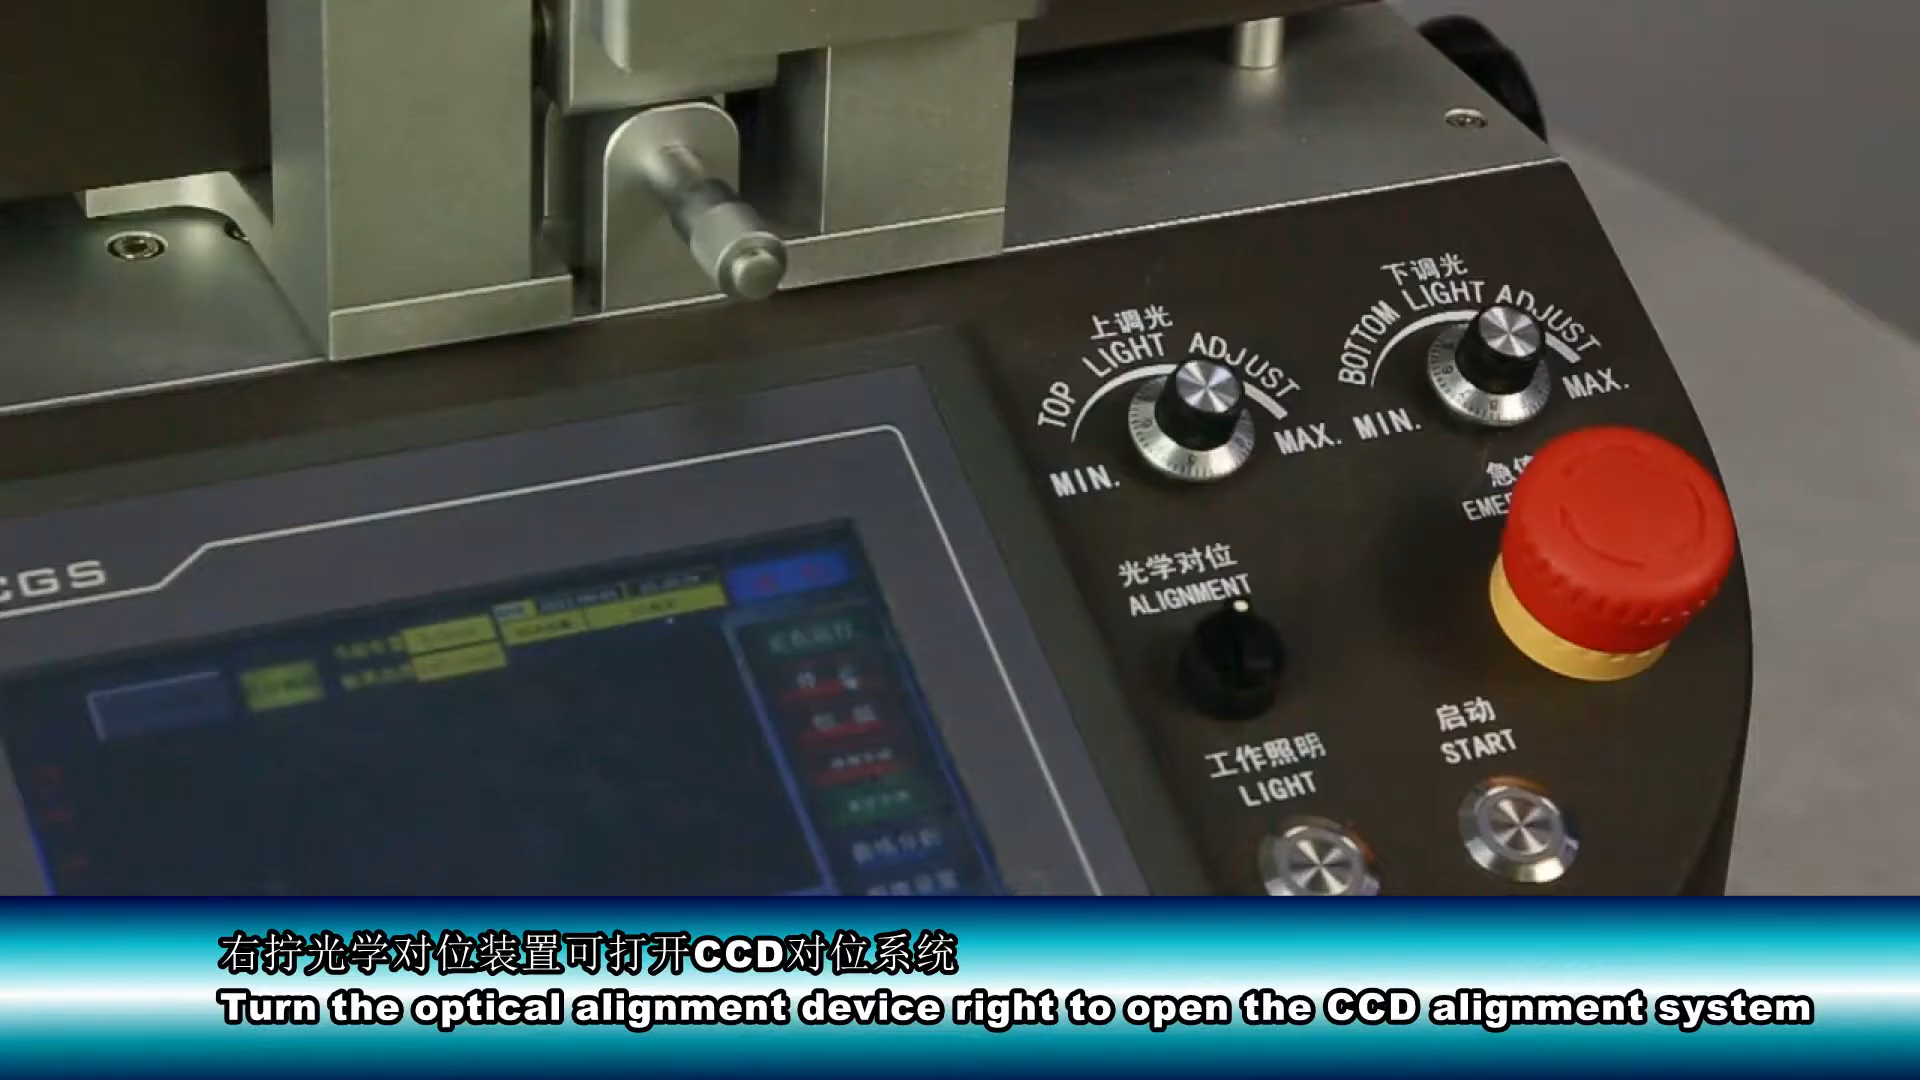 上调光
TOP LIGHT ADJUST
MIN.
MAX.
下调光
BOTTOM LIGHT ADJUST
MIN.
MAX.
急
EME
光学对位
ALIGNMENT
启动
START
工作照明
LIGHT
CGS
右拧光学对位装置可打开CCD对位系统
Turn the optical alignment device right to open the CCD alignment system